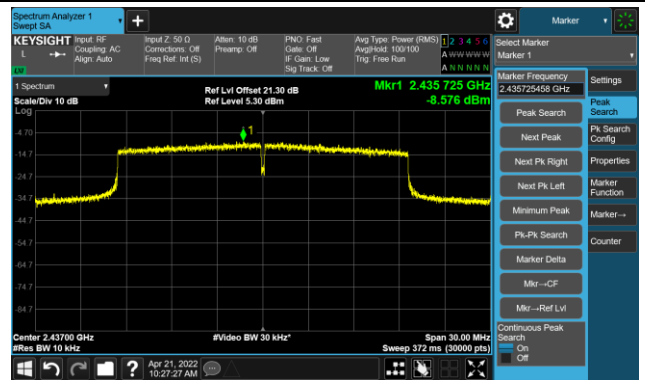 Spectrum Analyzer 1
Swept SA
Marker
KEYSIGHT
L
Input: RF
Coupling: AC
Align: Auto
Input Z: 50 Ω
Corrections: Off
Freq Ref: Int (S)
Atten: 10 dB
Preamp: Off
PNO: Fast
Gate: Off
IF Gain: Low
Sig Track: Off
Avg Type: Power (RMS)
Avg|Hold: 100/100
Trig: Free Run
1 2 3 4 5 6
A W W W W W
A N N N N N
Select Marker
Marker 1
Marker Frequency
2.435725458 GHz
Settings
Peak Search
Peak
Search
Next Peak
Pk Search
Config
Next Pk Right
Properties
Next Pk Left
Marker
Function
Minimum Peak
Marker→
Pk-Pk Search
Counter
Marker Delta
Mkr→CF
Mkr→Ref Lvl
Continuous Peak
Search
On
Off
1 Spectrum
Scale/Div 10 dB
Log
Ref Lvl Offset 21.30 dB
Ref Level 5.30 dBm
Mkr1 2.435 725 GHz
-8.576 dBm
1
-4.70
-14.7
-24.7
-34.7
-44.7
-54.7
-64.7
-74.7
-84.7
Center 2.43700 GHz
#Res BW 10 kHz
#Video BW 30 kHz*
Span 30.00 MHz
Sweep 372 ms (30000 pts)
?
Apr 21, 2022
10:27:27 AM